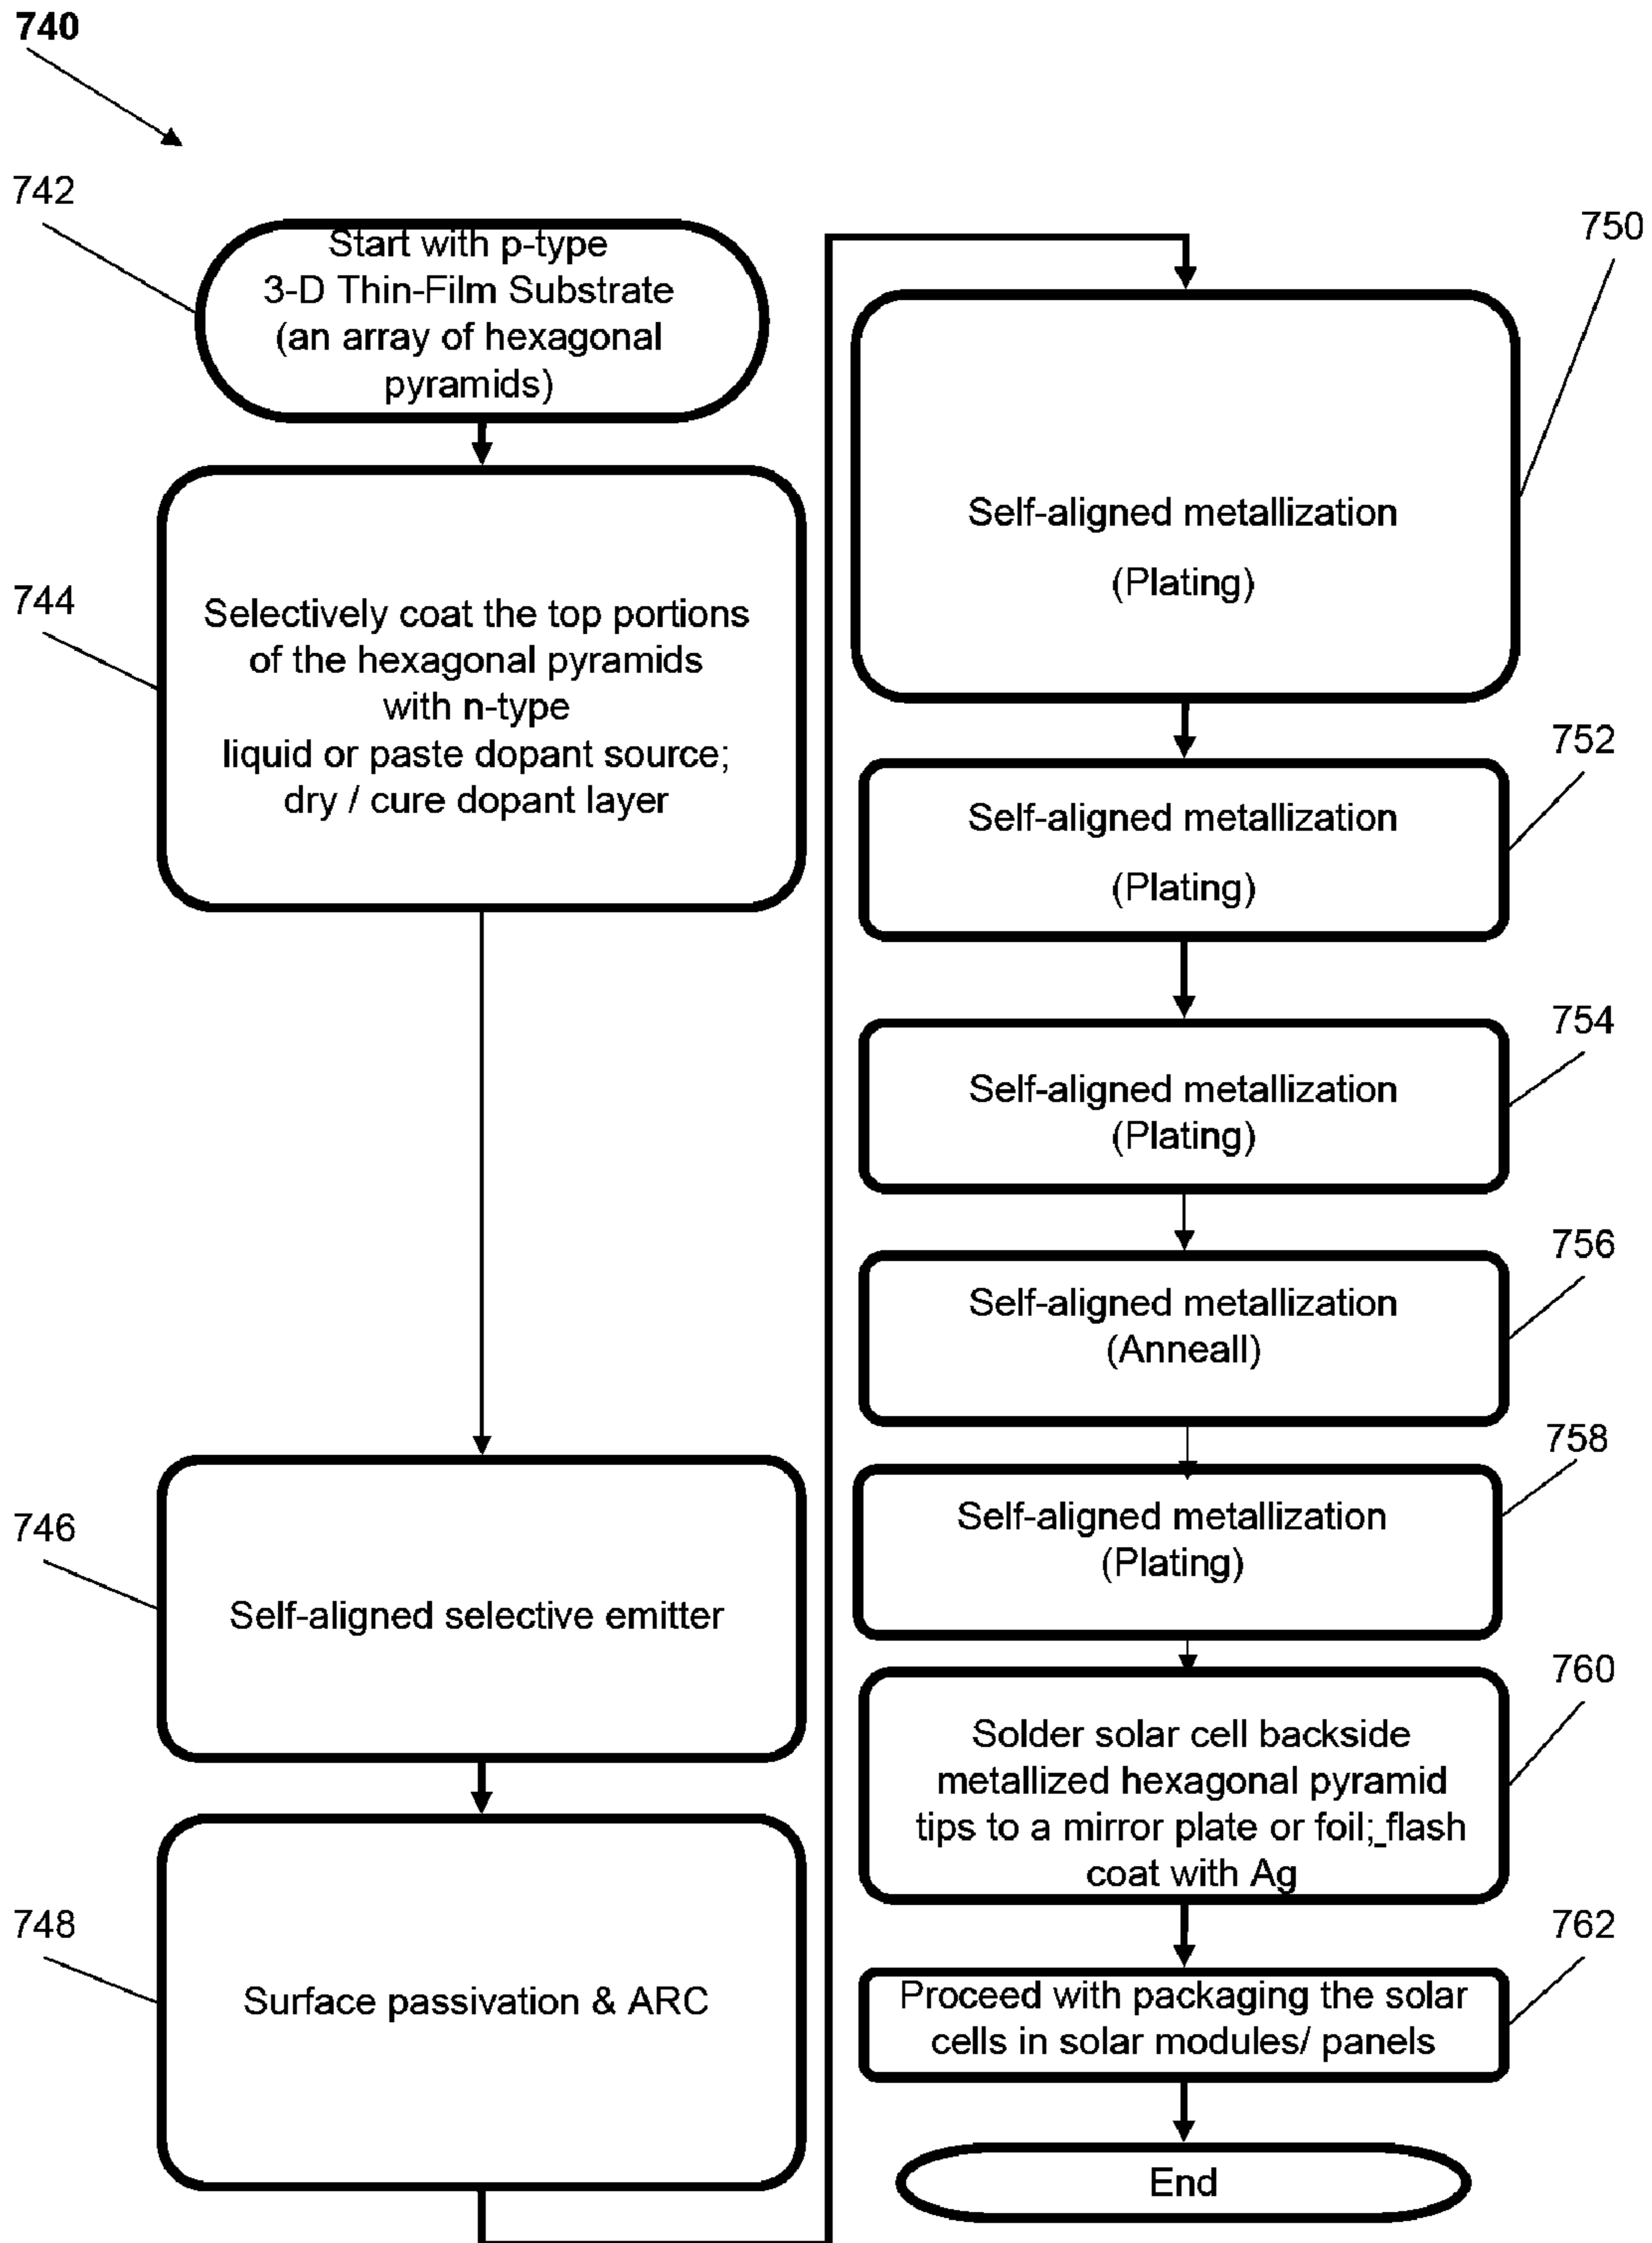 740
742
Start with p-type
3-D Thin-Film Substrate
(an array of hexagonal
pyramids)
744
Selectively coat the top portions
of the hexagonal pyramids
with n-type
liquid or paste dopant source;
dry / cure dopant layer
746
Self-aligned selective emitter
748
Surface passivation & ARC
750
Self-aligned metallization
(Plating)
752
Self-aligned metallization
(Plating)
754
Self-aligned metallization
(Plating)
756
Self-aligned metallization
(Anneall)
758
Self-aligned metallization
(Plating)
760
Solder solar cell backside
metallized hexagonal pyramid
tips to a mirror plate or foil;_flash
coat with Ag
762
Proceed with packaging the solar
cells in solar modules/ panels
End